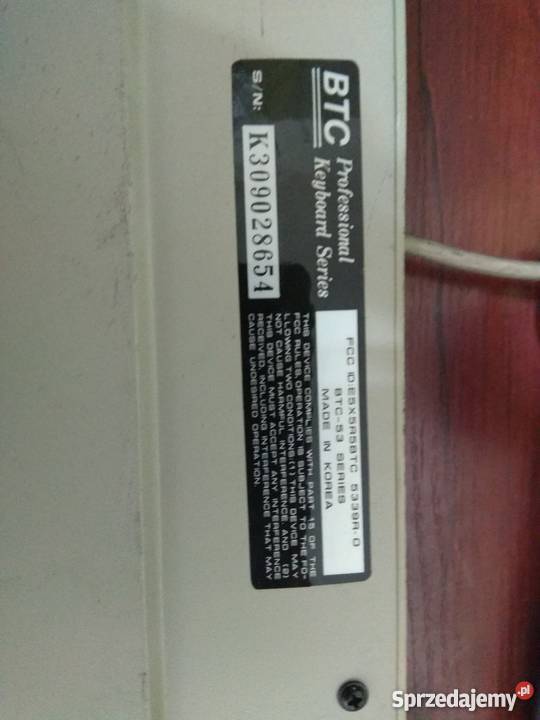 BTC Professional
Keyboard Series
S/N: K309028654
FCC ID:E5X5R5BTC 5339R-O
BTC-53 SERIES
MADE IN KOREA
THIS DEVICE COMPLIES WITH PART 15 OF THE
FCC RULES, OPERATION IS SUBJECT TO THE FO-
LLOWING TWO CONDITIONS (1) THIS DEVICE MAY
NOT CAUSE HARMFUL INTERFERENCE, AND (2)
THIS DEVICE MUST ACCEPT ANY INTERFERENCE
RECEIVED, INCLUDING INTERFERENCE THAT MAY
CAUSE UNDESIRED OPERATION.
Sprzedajemy.pl